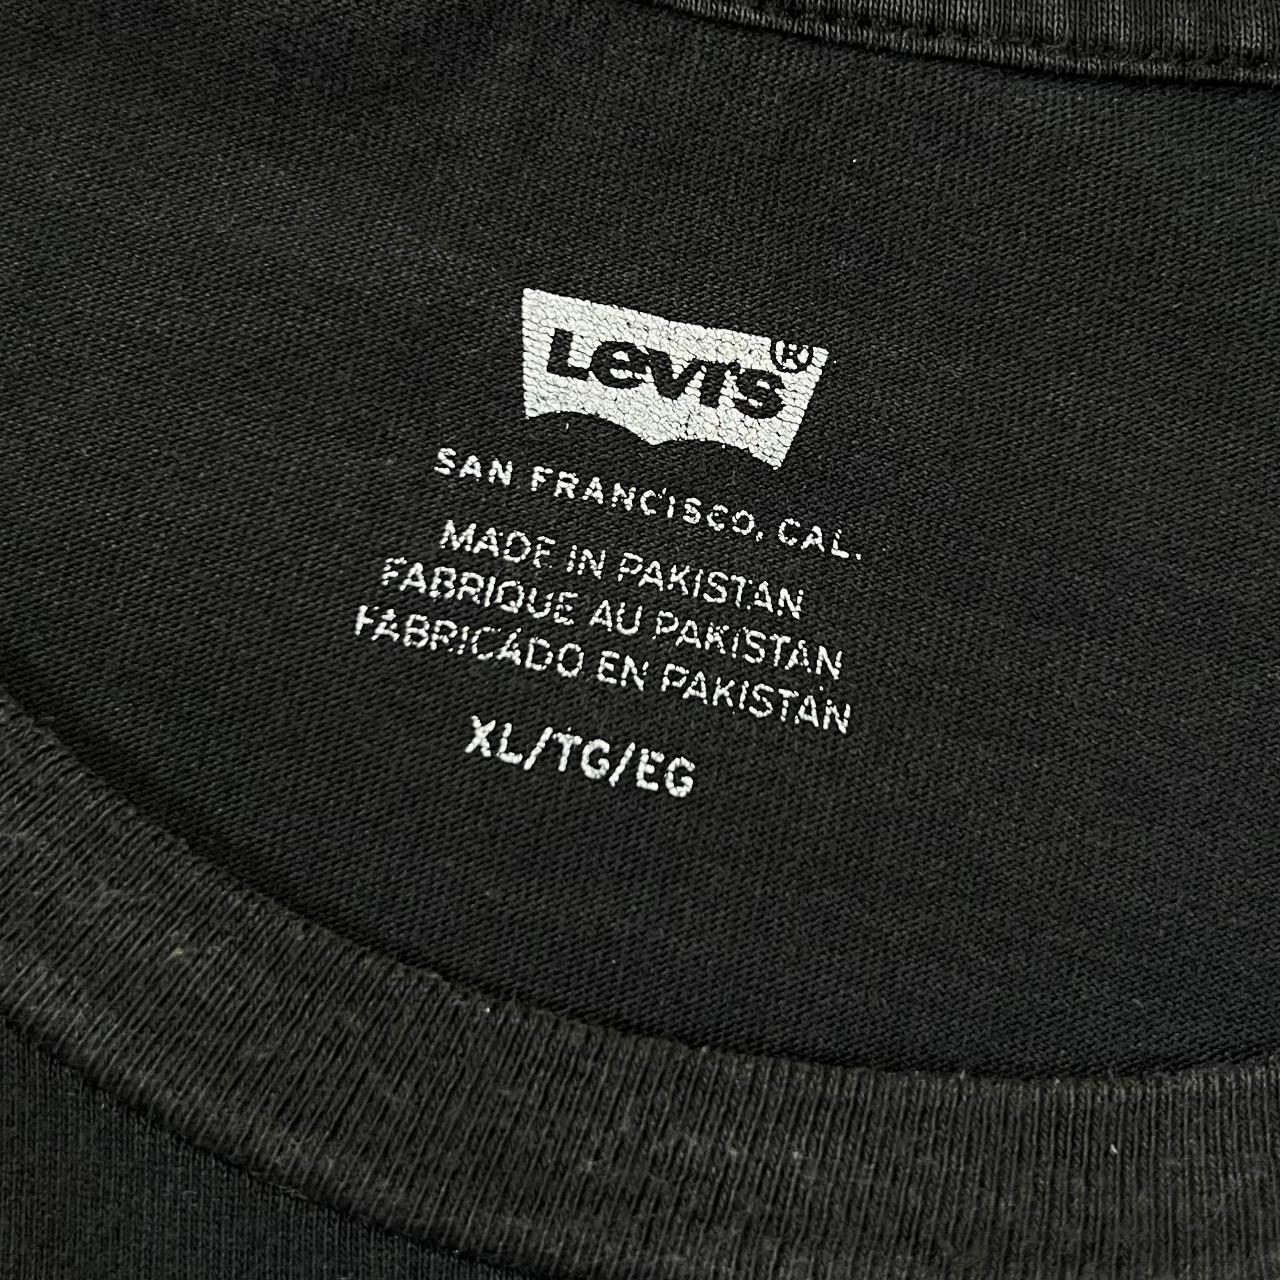 Levi's®
SAN FRANCISCO, CAL.
MADE IN PAKISTAN
FABRIQUE AU PAKISTAN
FABRICADO EN PAKISTAN
XL/TG/EG